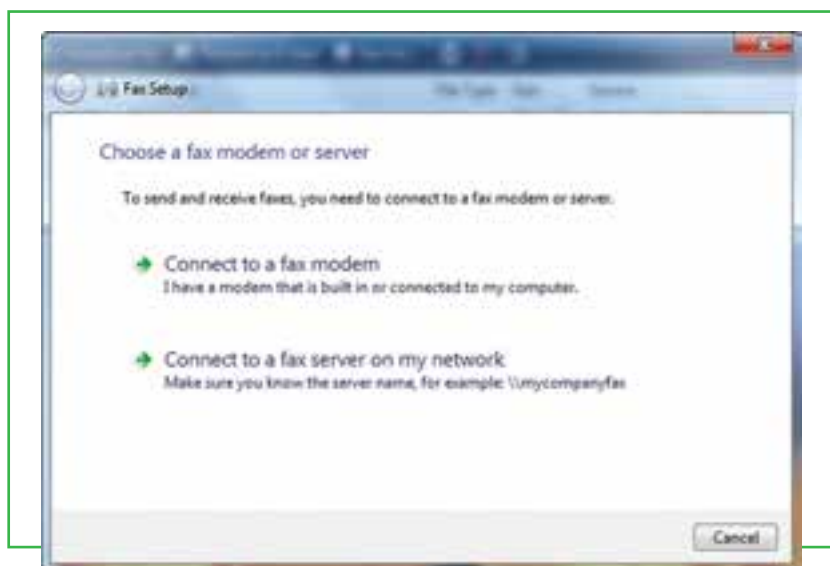 Fax Setup
Choose a fax modem or server
To send and receive faxes, you need to connect to a fax modem or server.
Connect to a fax modem
I have a modem that is built in or connected to my computer.
Connect to a fax server on my network
Make sure you know the server name, for example: \\mycompanyfax
Cancel